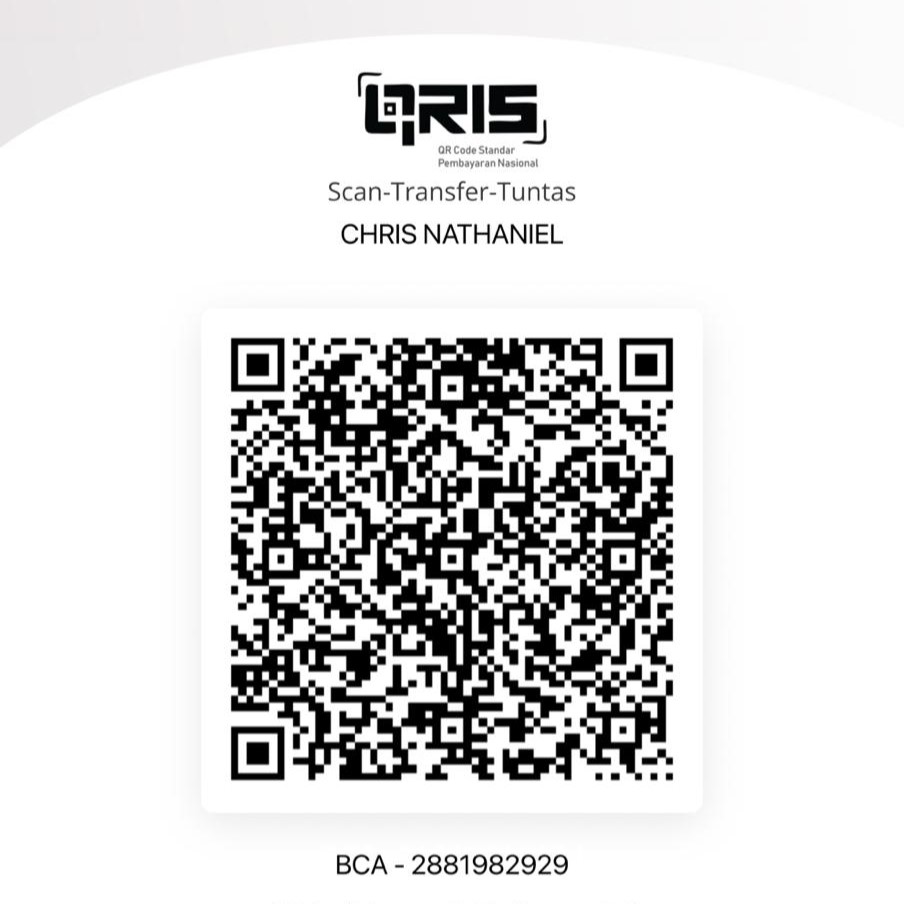 QRIS
QR Code Standar
Pembayaran Nasional
Scan-Transfer-Tuntas
CHRIS NATHANIEL
BCA - 2881982929